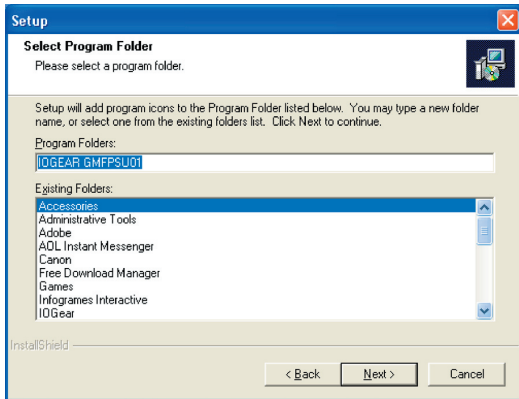 Setup
Select Program Folder
Please select a program folder.
Setup will add program icons to the Program Folder listed below. You may type a new folder
name, or select one from the existing folders list. Click Next to continue.
Program Folders:
IOGEAR GMFPSU01
Existing Folders:
Accessories
Administrative Tools
Adobe
AOL Instant Messenger
Canon
Free Download Manager
Games
Infogrames Interactive
IOGear
InstallShield
< Back Next > Cancel